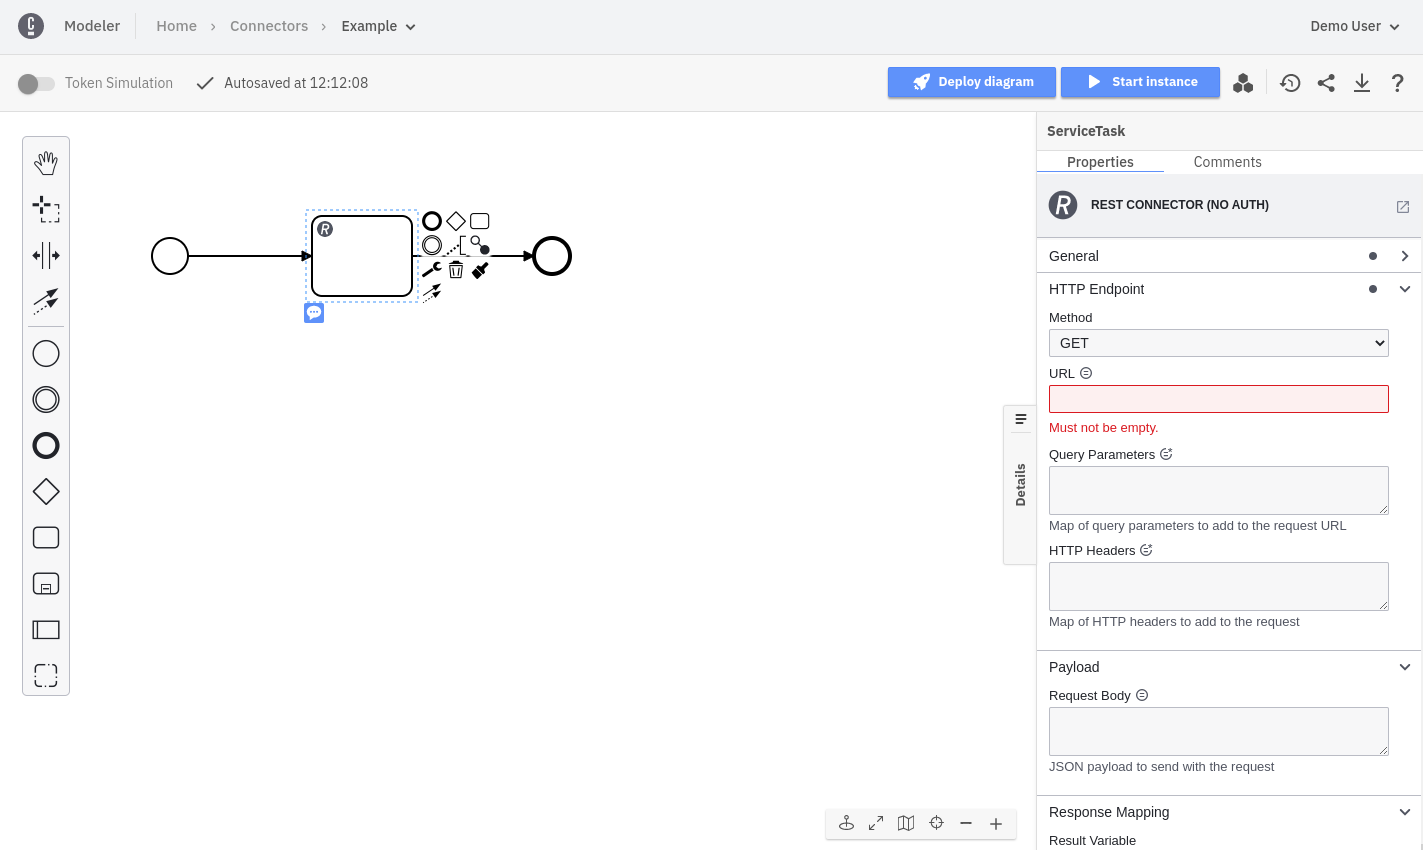 Modeler Home › Connectors › Example Demo User
Token Simulation Autosaved at 12:12:08 Deploy diagram Start instance ?
ServiceTask
Properties Comments
R REST CONNECTOR (NO AUTH)
R
General
HTTP Endpoint
Method
GET
URL
Must not be empty.
Query Parameters
Map of query parameters to add to the request URL
HTTP Headers
Map of HTTP headers to add to the request
Details
Payload
Request Body
JSON payload to send with the request
Response Mapping
Result Variable